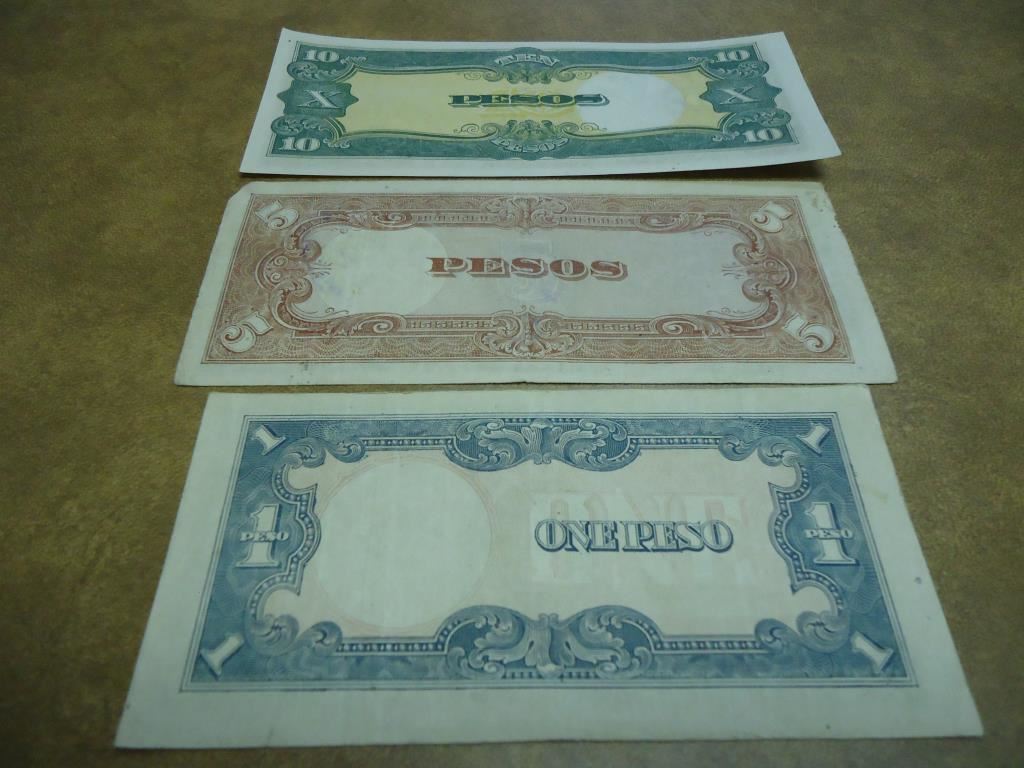 10 TEN 10
X PESOS X
10 PESOS 10
5 5
PESOS
5 5
1 1
1 PESO ONE PESO 1 PESO
1 1